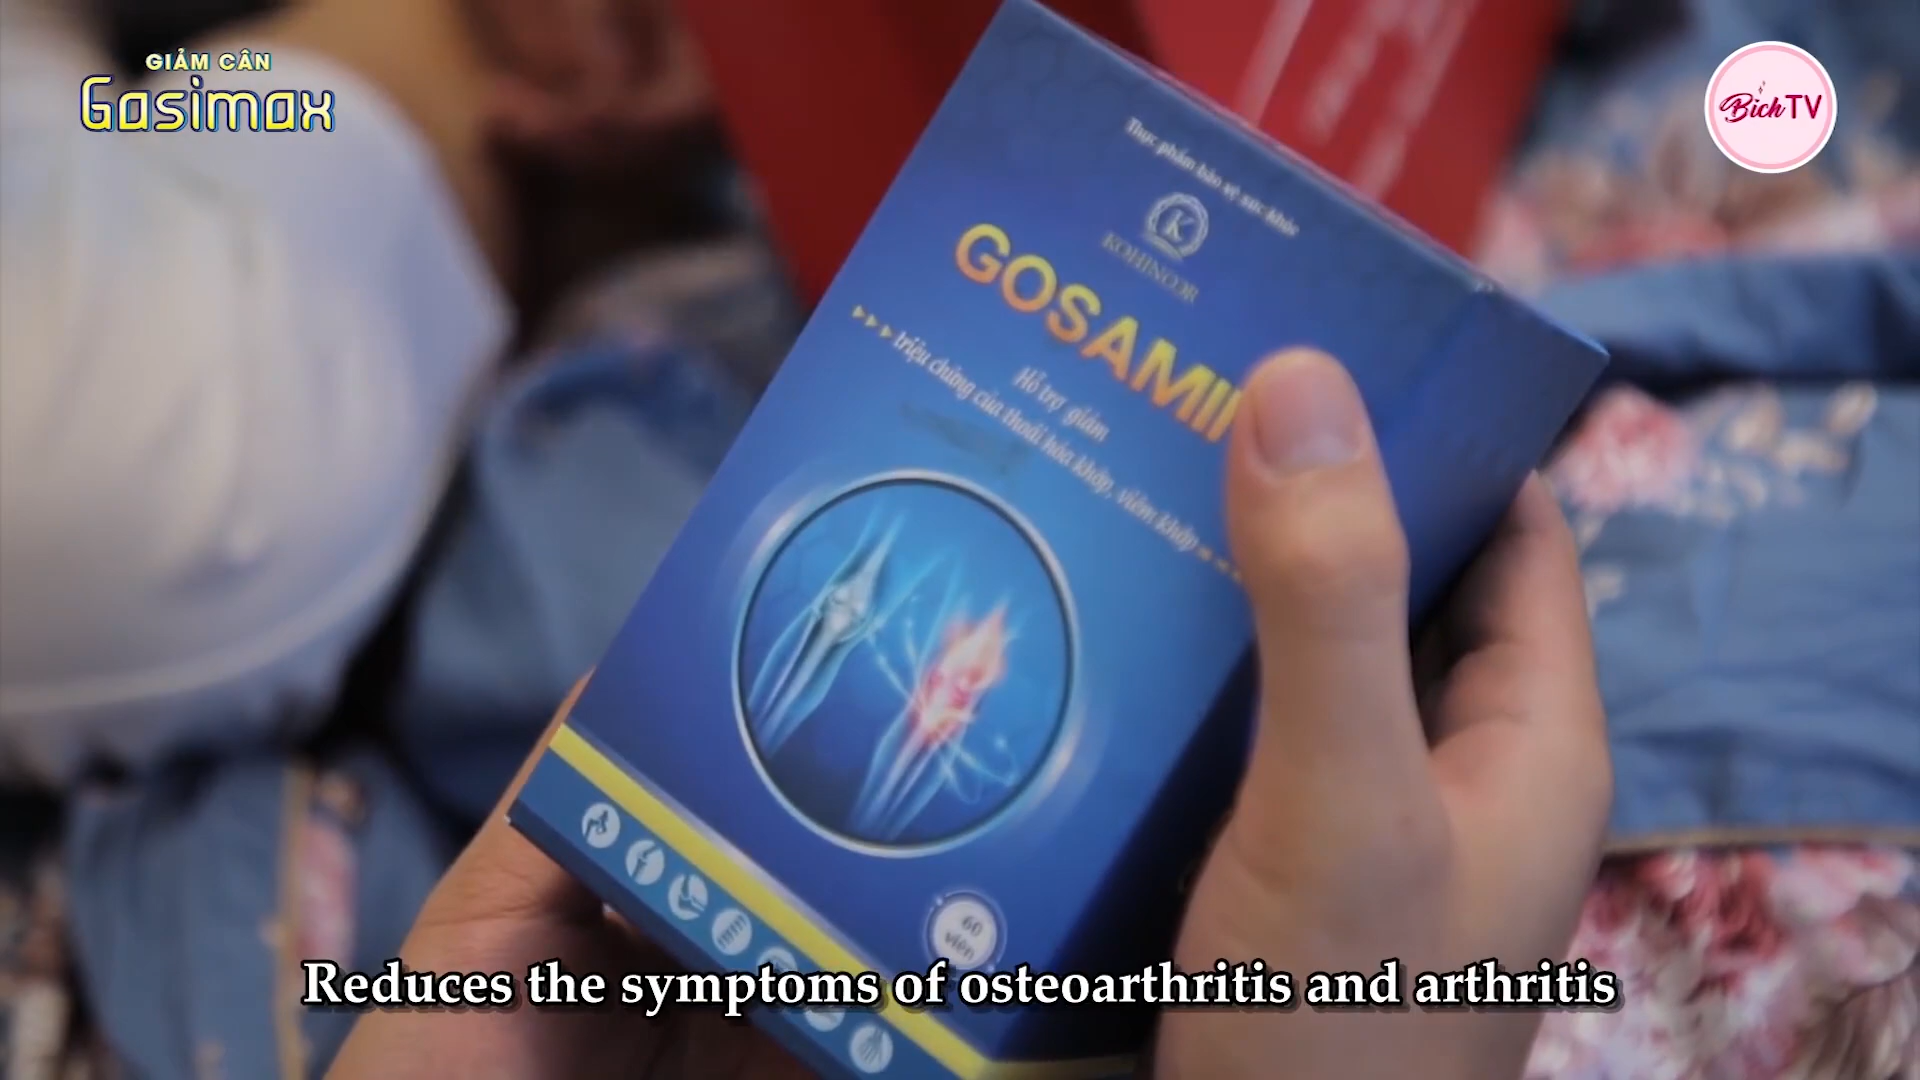 GIẢM CÂN
Gasimax
Bích TV
Thực phẩm bảo vệ sức khỏe
K
KOHINOOR
GOSAMI
Hỗ trợ giảm
triệu chứng của thoái hóa khớp, viêm khớp
60
viên
Reduces the symptoms of osteoarthritis and arthritis